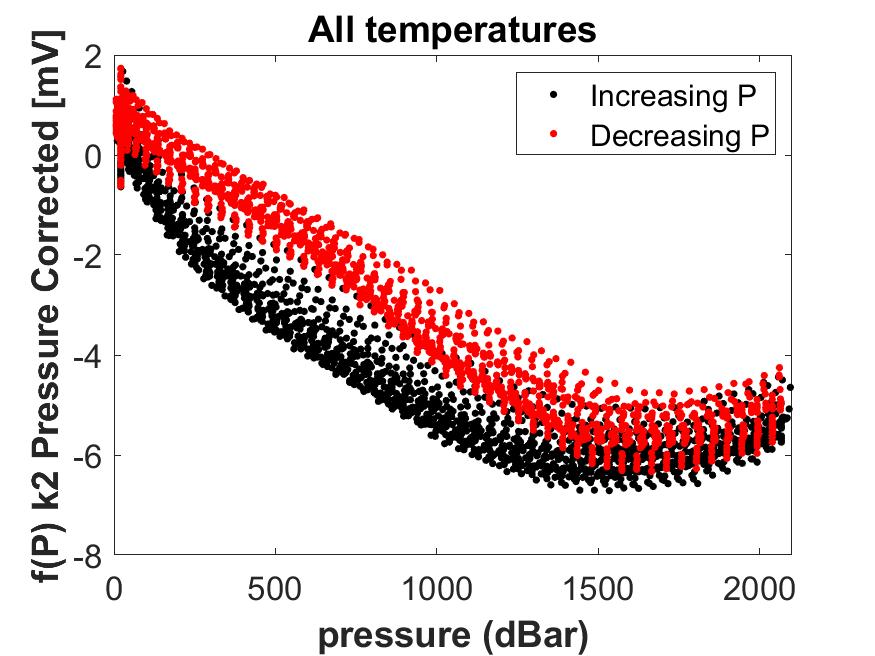 All temperatures
f(P) k2 Pressure Corrected [mV]
2
0
-2
-4
-6
-8
Increasing P
Decreasing P
0
500
1000
1500
2000
pressure (dBar)